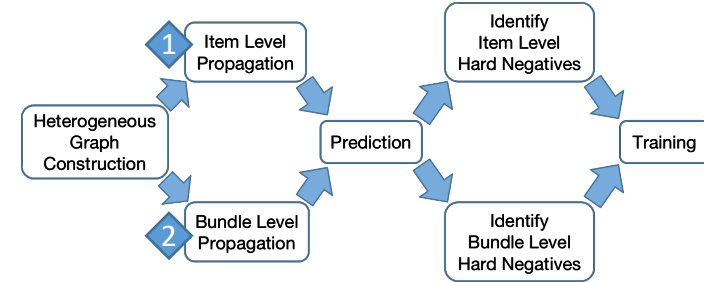 1
Item Level
Propagation
Identify
Item Level
Hard Negatives
Heterogeneous
Graph
Construction
Prediction
Training
2
Bundle Level
Propagation
Identify
Bundle Level
Hard Negatives